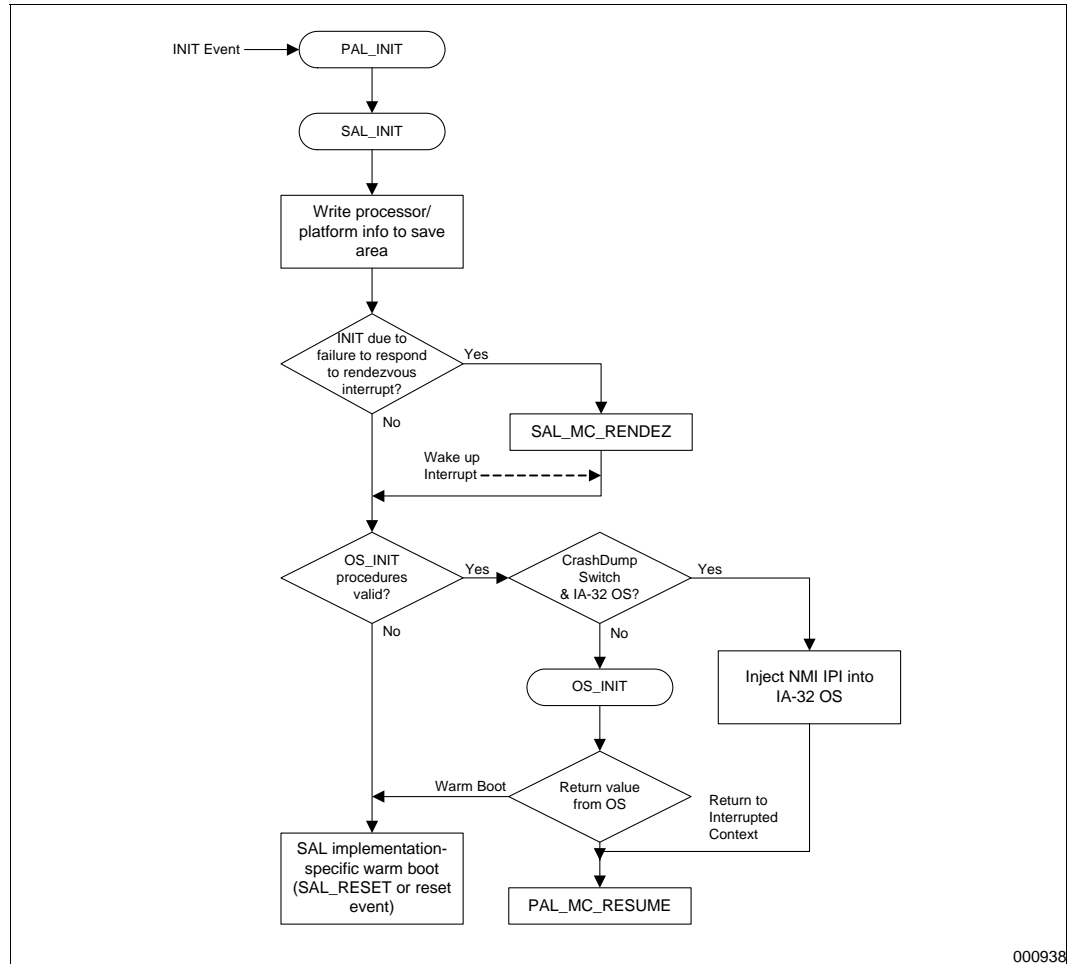 INIT Event
PAL_INIT
SAL_INIT
Write processor/
platform info to save
area
INIT due to
failure to respond
to rendezvous
interrupt?
Yes
No
SAL_MC_RENDEZ
Wake up
Interrupt
OS_INIT
procedures
valid?
Yes
No
CrashDump
Switch
& IA-32 OS?
Yes
No
OS_INIT
Inject NMI IPI into
IA-32 OS
Return value
from OS
Warm Boot
Return to
Interrupted
Context
SAL implementation-
specific warm boot
(SAL_RESET or reset
event)
PAL_MC_RESUME
000938